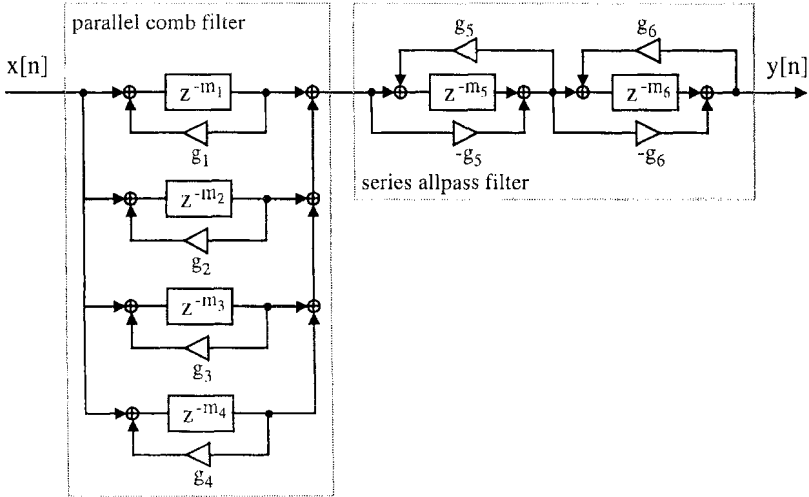 parallel comb filter
x[n]
z^-m₁
g₁
z^-m₂
g₂
z^-m₃
g₃
z^-m₄
g₄
g₅
z^-m₅
-g₅
g₆
z^-m₆
-g₆
y[n]
series allpass filter